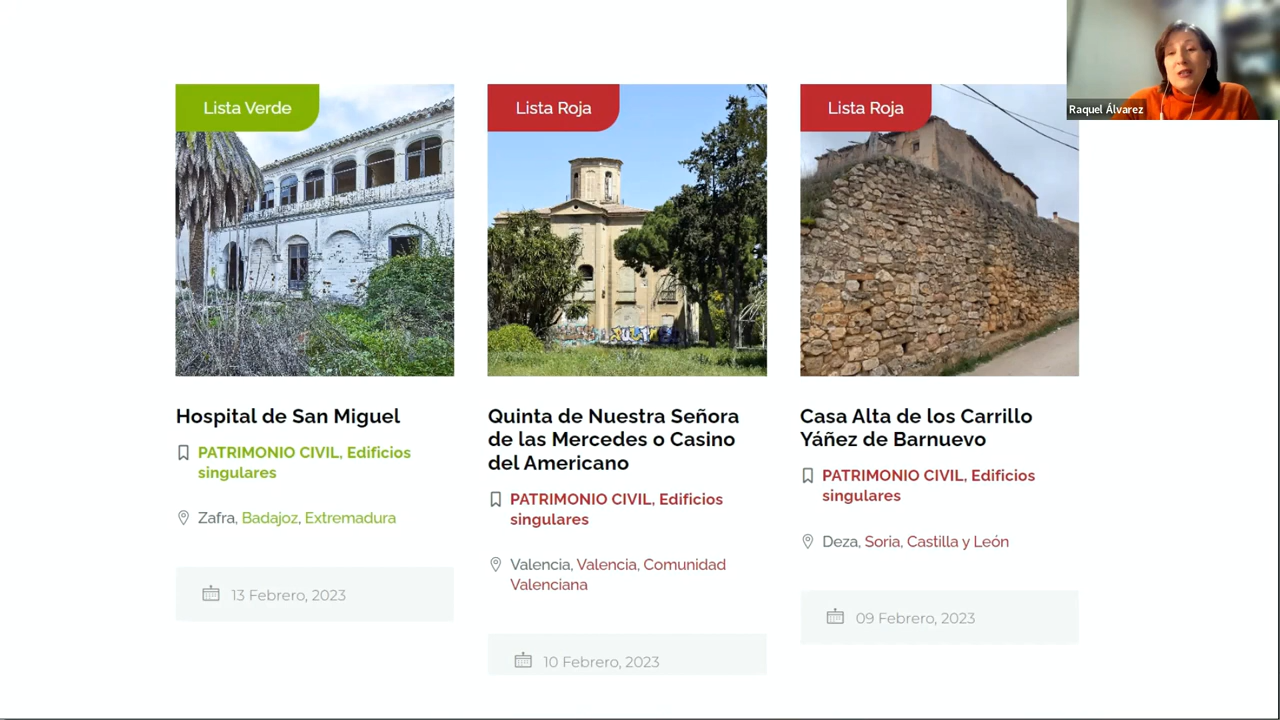 Lista Verde
Hospital de San Miguel
PATRIMONIO CIVIL, Edificios
singulares
Zafra, Badajoz, Extremadura
13 Febrero, 2023
Lista Roja
Quinta de Nuestra Señora
de las Mercedes o Casino
del Americano
PATRIMONIO CIVIL, Edificios
singulares
Valencia, Valencia, Comunidad
Valenciana
10 Febrero, 2023
Lista Roja
Casa Alta de los Carrillo
Yáñez de Barnuevo
PATRIMONIO CIVIL, Edificios
singulares
Deza, Soria, Castilla y León
09 Febrero, 2023
Raquel Álvarez